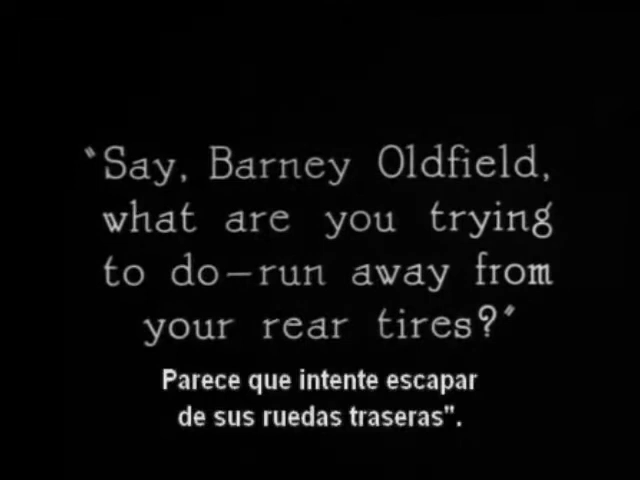 "Say, Barney Oldfield,
what are you trying
to do—run away from
your rear tires?"
Parece que intente escapar
de sus ruedas traseras".